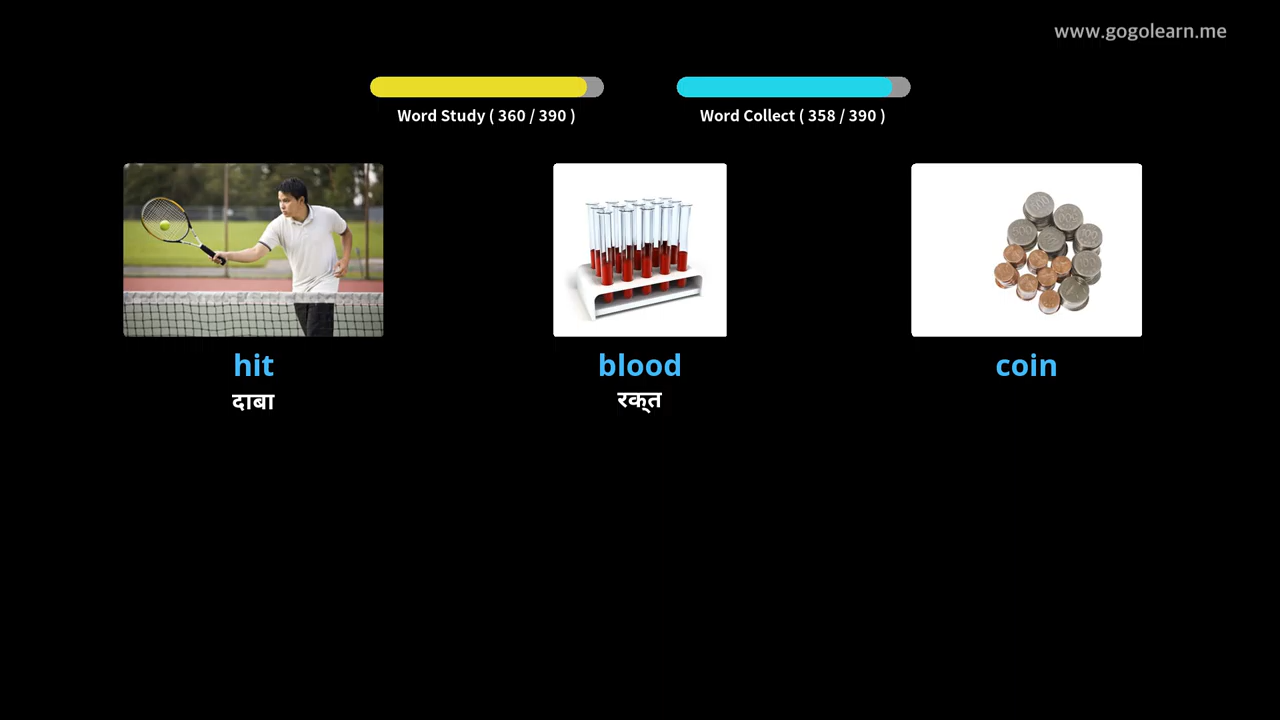 www.gogolearn.me
Word Study ( 360 / 390 )
Word Collect ( 358 / 390 )
hit
दाबा
blood
रक्त
coin